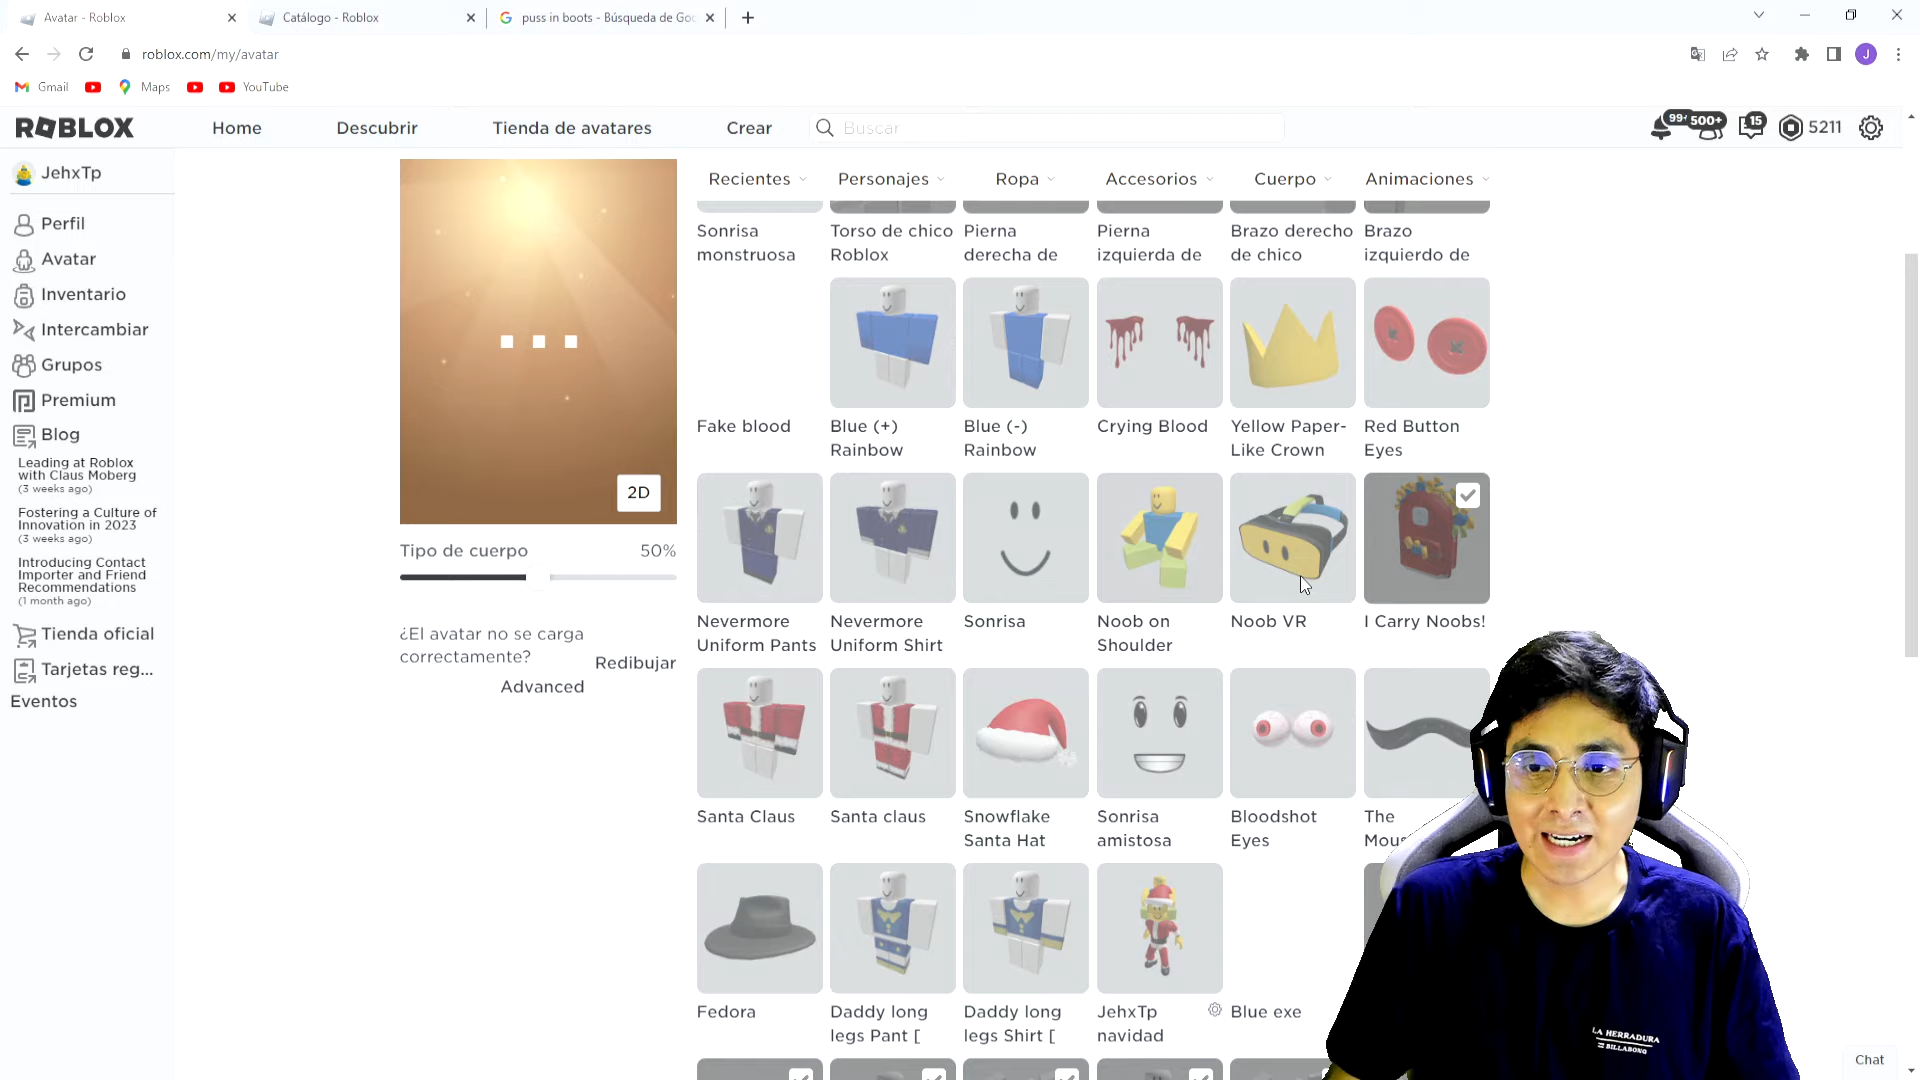 Avatar - Roblox
Catálogo - Roblox
puss in boots - Búsqueda de Goo
roblox.com/my/avatar
J
Gmail
Maps
YouTube
ROBLOX
Home
Descubrir
Tienda de avatares
Crear
Buscar
99+
500+
15
5211
JehxTp
Perfil
Avatar
Inventario
Intercambiar
Grupos
Premium
Blog
Leading at Roblox
with Claus Moberg
(3 weeks ago)
Fostering a Culture of
Innovation in 2023
(3 weeks ago)
Introducing Contact
Importer and Friend
Recommendations
(1 month ago)
Tienda oficial
Tarjetas reg...
Eventos
2D
Tipo de cuerpo 50%
¿El avatar no se carga
correctamente?
Redibujar
Advanced
Recientes
Personajes
Ropa
Accesorios
Cuerpo
Animaciones
Sonrisa
monstruosa
Torso de chico
Roblox
Pierna
derecha de
Pierna
izquierda de
Brazo derecho
de chico
Brazo
izquierdo de
Fake blood
Blue (+)
Rainbow
Blue (-)
Rainbow
Crying Blood
Yellow Paper-
Like Crown
Red Button
Eyes
Nevermore
Uniform Pants
Nevermore
Uniform Shirt
Sonrisa
Noob on
Shoulder
Noob VR
I Carry Noobs!
Santa Claus
Santa claus
Snowflake
Santa Hat
Sonrisa
amistosa
Bloodshot
Eyes
The
Mous
Fedora
Daddy long
legs Pant [
Daddy long
legs Shirt [
JehxTp
navidad
Blue exe
LA HERRADURA
BILLABONG
Chat